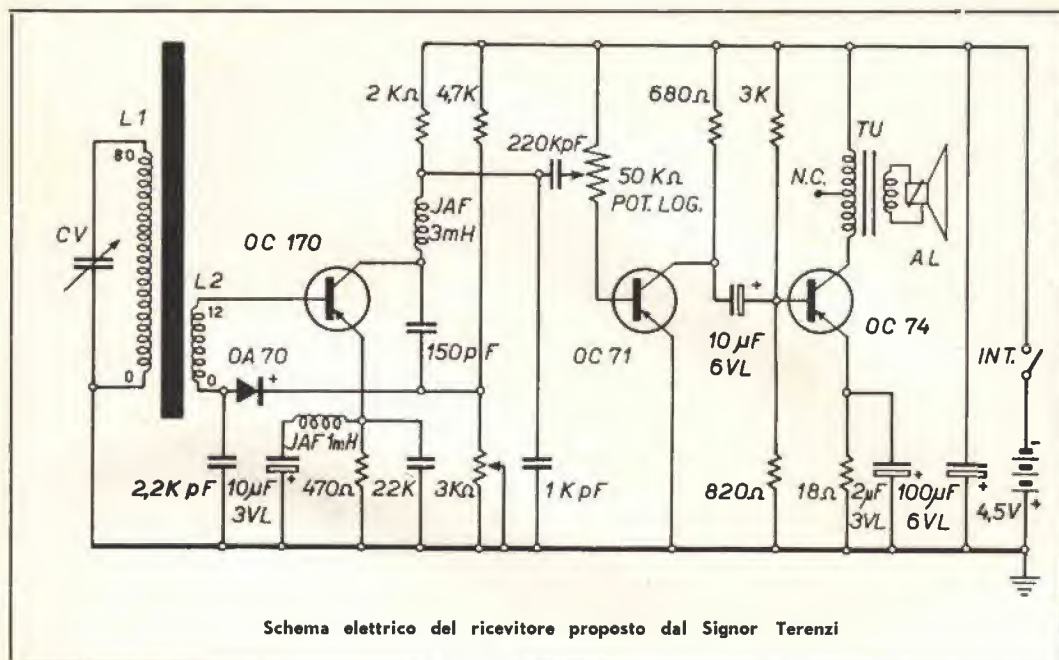 L1
80
CV
0
L2
12
0
OA 70
+
2,2K pF
10µF
3VL
+
JAF 1mH
470Ω
22K
3KΩ
OC 170
2 KΩ
4,7K
JAF
3mH
150pF
220KpF
50 KΩ
POT. LOG.
1 KpF
OC 71
680Ω
3K
10 µF
6VL
+
820Ω
OC 74
18Ω
2µF
3VL
+
100µF
6VL
+
N.C.
TU
AL
INT.
-
+
4,5V
Schema elettrico del ricevitore proposto dal Signor Terenzi